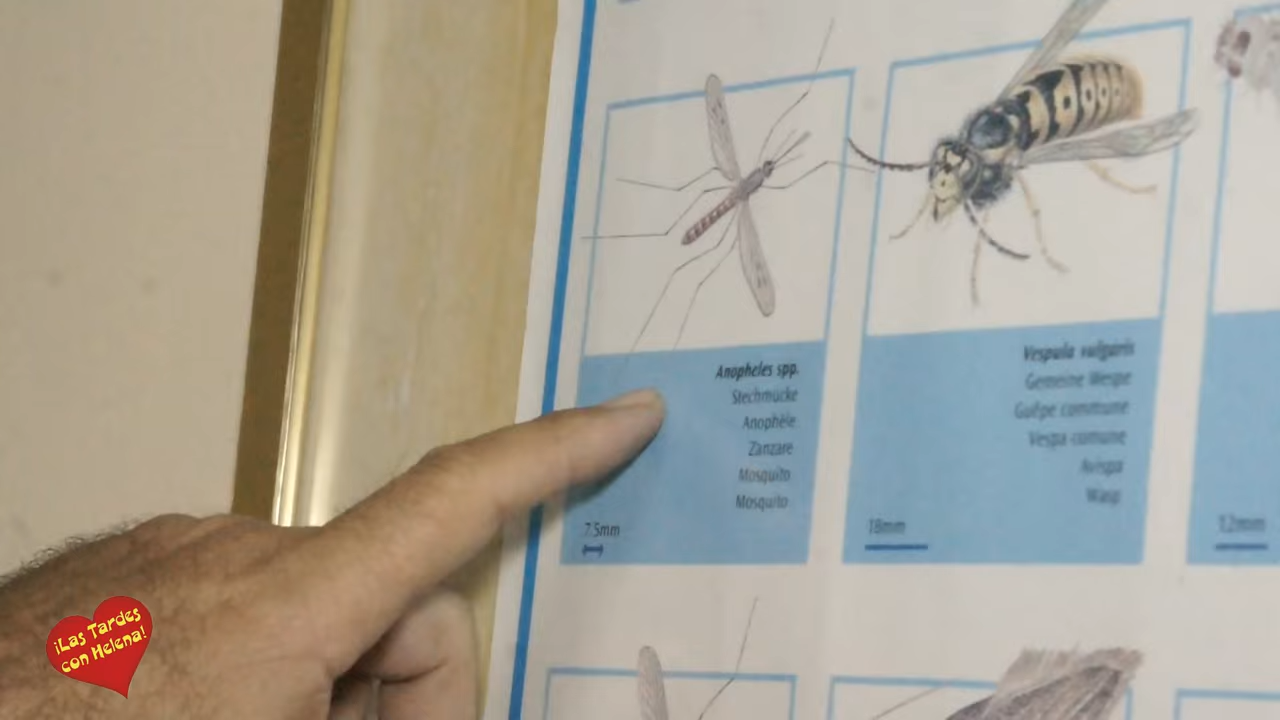 Anopheles spp.
Stechmücke
Anophèle
Zanzare
Mosquito
Mosquito
7.5mm
Vespula vulgaris
Gemeine Wespe
Guêpe commune
Vespa comune
Avispa
Wasp
18mm
12mm
¡Las Tardes
con Helena!